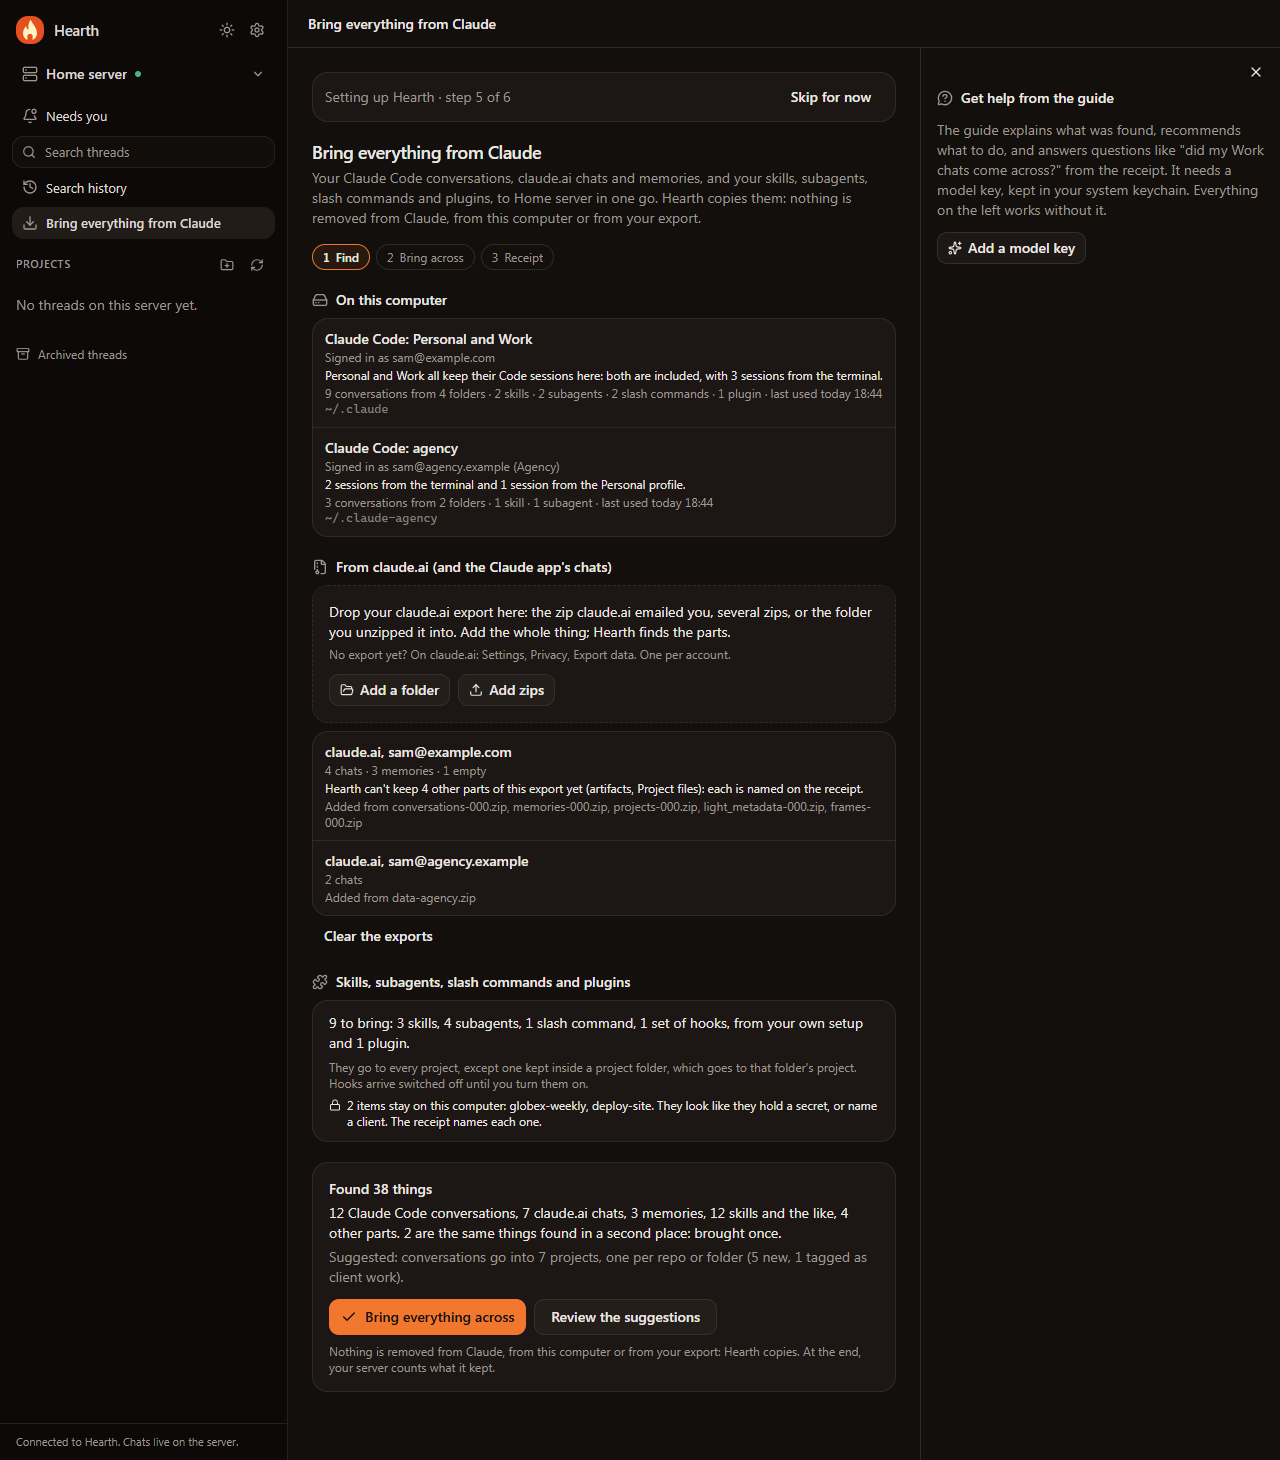 Hearth
Home server
Needs you
Search threads
Search history
Bring everything from Claude
PROJECTS
No threads on this server yet.
Archived threads
Connected to Hearth. Chats live on the server.
Bring everything from Claude
Setting up Hearth · step 5 of 6
Skip for now
Bring everything from Claude
Your Claude Code conversations, claude.ai chats and memories, and your skills, subagents,
slash commands and plugins, to Home server in one go. Hearth copies them: nothing is
removed from Claude, from this computer or from your export.
1 Find
2 Bring across
3 Receipt
On this computer
Claude Code: Personal and Work
Signed in as sam@example.com
Personal and Work all keep their Code sessions here: both are included, with 3 sessions from the terminal.
9 conversations from 4 folders · 2 skills · 2 subagents · 2 slash commands · 1 plugin · last used today 18:44
~/.claude
Claude Code: agency
Signed in as sam@agency.example (Agency)
2 sessions from the terminal and 1 session from the Personal profile.
3 conversations from 2 folders · 1 skill · 1 subagent · last used today 18:44
~/.claude-agency
From claude.ai (and the Claude app's chats)
Drop your claude.ai export here: the zip claude.ai emailed you, several zips, or the folder
you unzipped it into. Add the whole thing; Hearth finds the parts.
No export yet? On claude.ai: Settings, Privacy, Export data. One per account.
Add a folder
Add zips
claude.ai, sam@example.com
4 chats · 3 memories · 1 empty
Hearth can't keep 4 other parts of this export yet (artifacts, Project files): each is named on the receipt.
Added from conversations-000.zip, memories-000.zip, projects-000.zip, light_metadata-000.zip, frames-
000.zip
claude.ai, sam@agency.example
2 chats
Added from data-agency.zip
Clear the exports
Skills, subagents, slash commands and plugins
9 to bring: 3 skills, 4 subagents, 1 slash command, 1 set of hooks, from your own setup
and 1 plugin.
They go to every project, except one kept inside a project folder, which goes to that folder's project.
Hooks arrive switched off until you turn them on.
2 items stay on this computer: globex-weekly, deploy-site. They look like they hold a secret, or name
a client. The receipt names each one.
Found 38 things
12 Claude Code conversations, 7 claude.ai chats, 3 memories, 12 skills and the like, 4
other parts. 2 are the same things found in a second place: brought once.
Suggested: conversations go into 7 projects, one per repo or folder (5 new, 1 tagged as
client work).
Bring everything across
Review the suggestions
Nothing is removed from Claude, from this computer or from your export: Hearth copies. At the end,
your server counts what it kept.
Get help from the guide
The guide explains what was found, recommends
what to do, and answers questions like "did my Work
chats come across?" from the receipt. It needs a
model key, kept in your system keychain. Everything
on the left works without it.
Add a model key